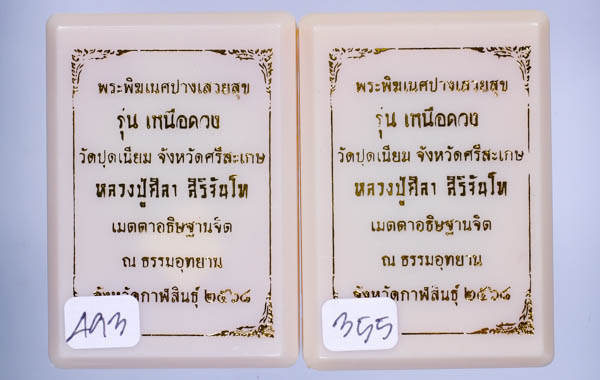 พระพิฆเนศปางเสวยสุข
รุ่น เหนือดวง
วัดปุดเนียม จังหวัดศรีสะเกษ
หลวงปู่ศิลา สิริจันโท
เมตตาอธิษฐานจิต
ณ ธรรมอุทยาน
จังหวัดกาฬสินธุ์ ๒๕๖๘
A93
พระพิฆเนศปางเสวยสุข
รุ่น เหนือดวง
วัดปุดเนียม จังหวัดศรีสะเกษ
หลวงปู่ศิลา สิริจันโท
เมตตาอธิษฐานจิต
ณ ธรรมอุทยาน
จังหวัดกาฬสินธุ์ ๒๕๖๘
355